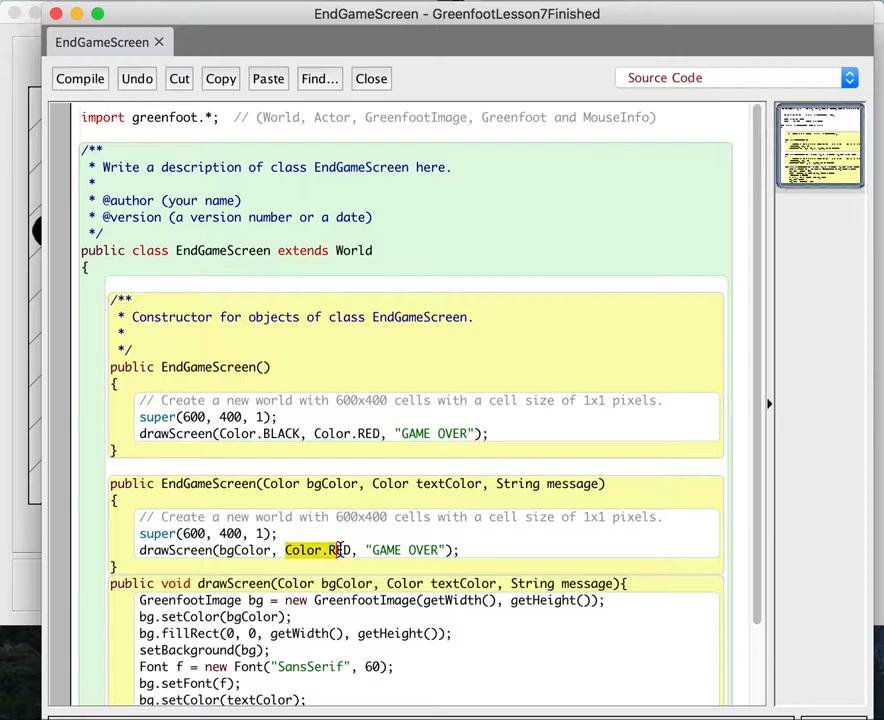 EndGameScreen - GreenfootLesson7Finished
EndGameScreen ✕
Compile Undo Cut Copy Paste Find... Close Source Code
import greenfoot.*;  // (World, Actor, GreenfootImage, Greenfoot and MouseInfo)
/**
 * Write a description of class EndGameScreen here.
 *
 * @author (your name)
 * @version (a version number or a date)
 */
public class EndGameScreen extends World
{
/**
 * Constructor for objects of class EndGameScreen.
 *
 */
public EndGameScreen()
{
// Create a new world with 600x400 cells with a cell size of 1x1 pixels.
super(600, 400, 1);
drawScreen(Color.BLACK, Color.RED, "GAME OVER");
}
public EndGameScreen(Color bgColor, Color textColor, String message)
{
// Create a new world with 600x400 cells with a cell size of 1x1 pixels.
super(600, 400, 1);
drawScreen(bgColor, Color.RED, "GAME OVER");
}
public void drawScreen(Color bgColor, Color textColor, String message){
GreenfootImage bg = new GreenfootImage(getWidth(), getHeight());
bg.setColor(bgColor);
bg.fillRect(0, 0, getWidth(), getHeight());
setBackground(bg);
Font f = new Font("SansSerif", 60);
bg.setFont(f);
bg.setColor(textColor);